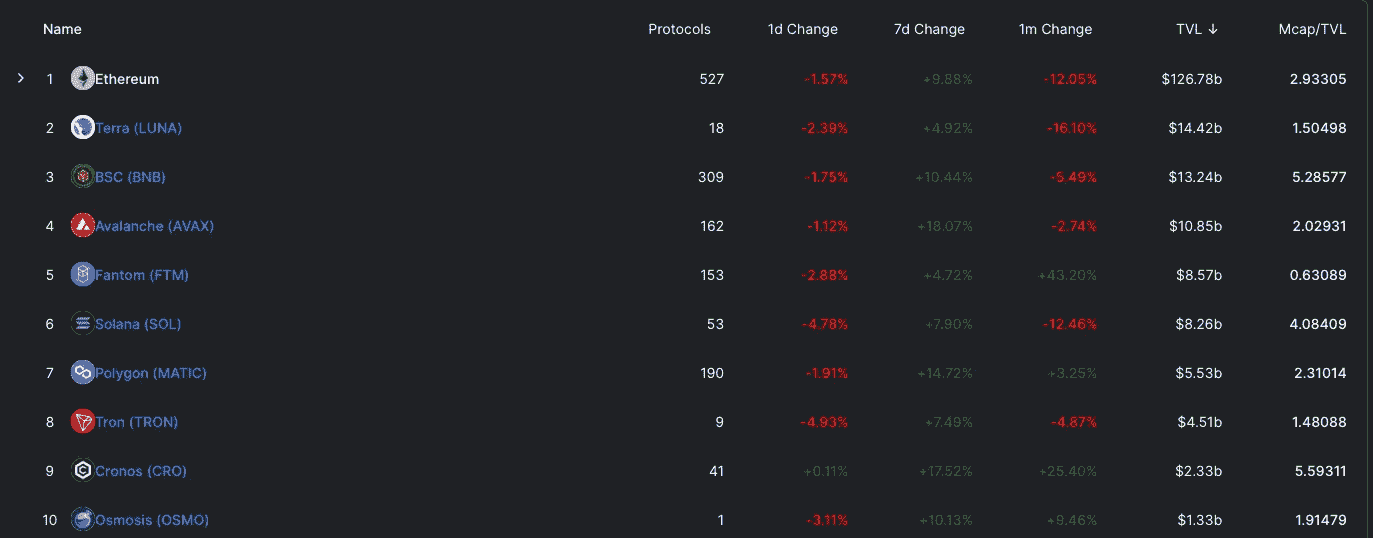 Name Protocols 1d Change 7d Change 1m Change TVL ↓ Mcap/TVL
1 Ethereum 527 -1.57% +9.88% -12.05% $126.78b 2.93305
2 Terra (LUNA) 18 -2.39% +4.92% -16.10% $14.42b 1.50498
3 BSC (BNB) 309 -1.75% +10.44% -5.49% $13.24b 5.28577
4 Avalanche (AVAX) 162 -1.12% +18.07% -2.74% $10.85b 2.02931
5 Fantom (FTM) 153 -2.88% +4.72% +43.20% $8.57b 0.63089
6 Solana (SOL) 53 -4.78% +7.90% -12.46% $8.26b 4.08409
7 Polygon (MATIC) 190 -1.91% +14.72% +3.25% $5.53b 2.31014
8 Tron (TRON) 9 -4.93% +7.49% -4.87% $4.51b 1.48088
9 Cronos (CRO) 41 +0.11% +17.52% +25.40% $2.33b 5.59311
10 Osmosis (OSMO) 1 -3.11% +10.13% +9.46% $1.33b 1.91479